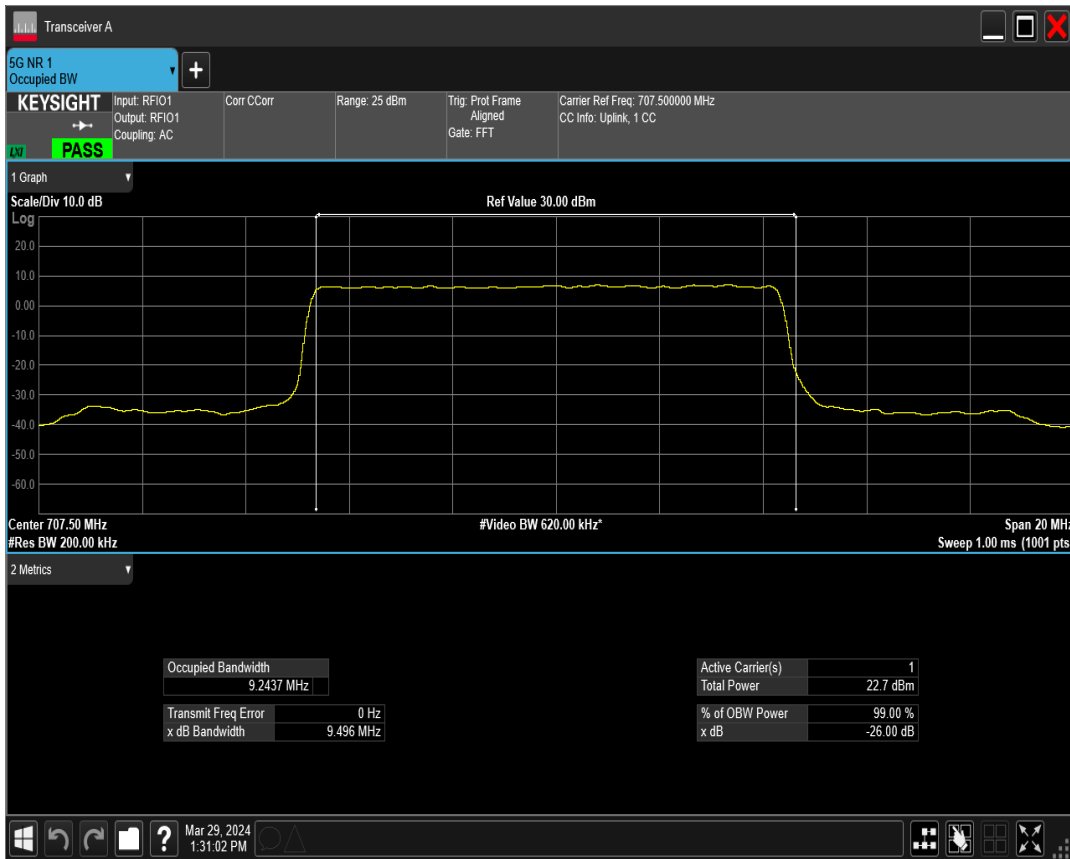 Transceiver A
5G NR 1
Occupied BW
+
KEYSIGHT
LXI
PASS
Input: RFIO1
Output: RFIO1
Coupling: AC
Corr CCorr
Range: 25 dBm
Trig: Prot Frame
Aligned
Gate: FFT
Carrier Ref Freq: 707.500000 MHz
CC Info: Uplink, 1 CC
1 Graph
Scale/Div 10.0 dB
Ref Value 30.00 dBm
Log
20.0
10.0
0.00
-10.0
-20.0
-30.0
-40.0
-50.0
-60.0
Center 707.50 MHz
#Video BW 620.00 kHz*
Span 20 MHz
#Res BW 200.00 kHz
Sweep 1.00 ms (1001 pts
2 Metrics
Occupied Bandwidth
9.2437 MHz
Transmit Freq Error 0 Hz
x dB Bandwidth 9.496 MHz
Active Carrier(s) 1
Total Power 22.7 dBm
% of OBW Power 99.00 %
x dB -26.00 dB
?
Mar 29, 2024
1:31:02 PM